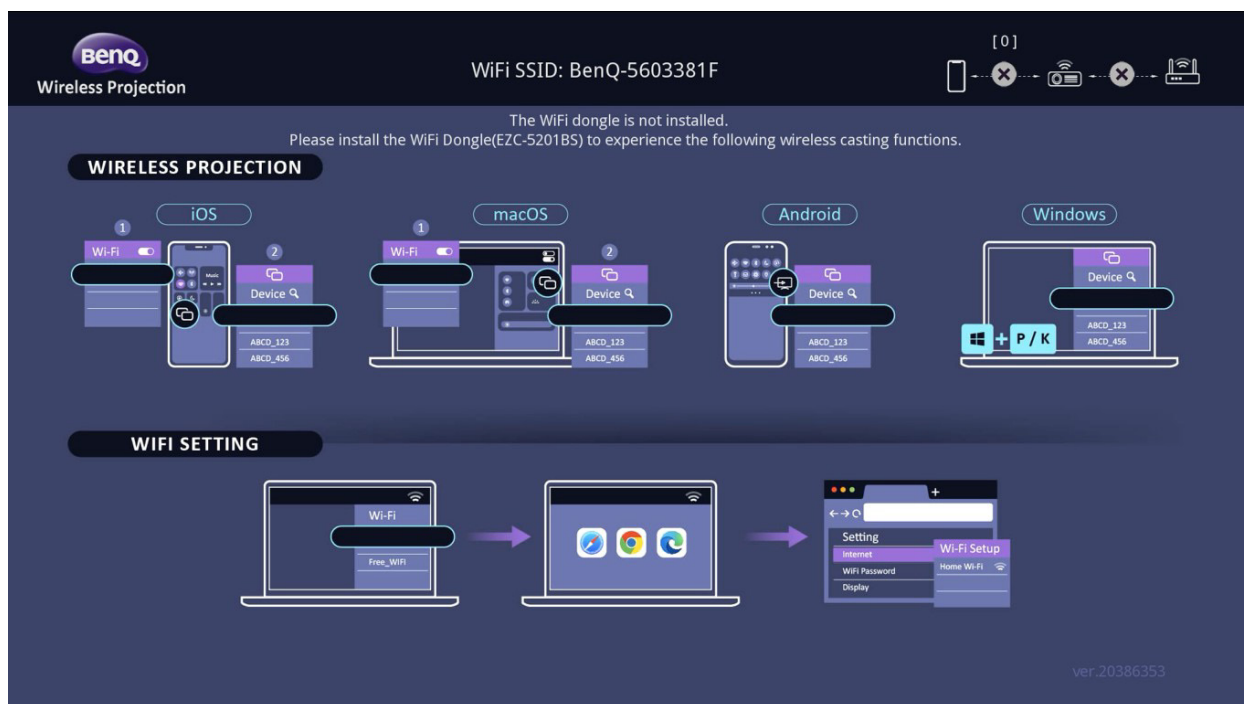 BenQ
Wireless Projection
WiFi SSID: BenQ-5603381F
[ 0 ]
The WiFi dongle is not installed.
Please install the WiFi Dongle(EZC-5201BS) to experience the following wireless casting functions.
WIRELESS PROJECTION
iOS
1
Wi-Fi
Music
2
Device
ABCD_123
ABCD_456
macOS
1
Wi-Fi
2
Device
ABCD_123
ABCD_456
Android
Device
ABCD_123
ABCD_456
Windows
Device
ABCD_123
ABCD_456
+ P / K
WIFI SETTING
Wi-Fi
Free_WIFI
Setting
Internet
WiFi Password
Display
Wi-Fi Setup
Home Wi-Fi
ver.20386353